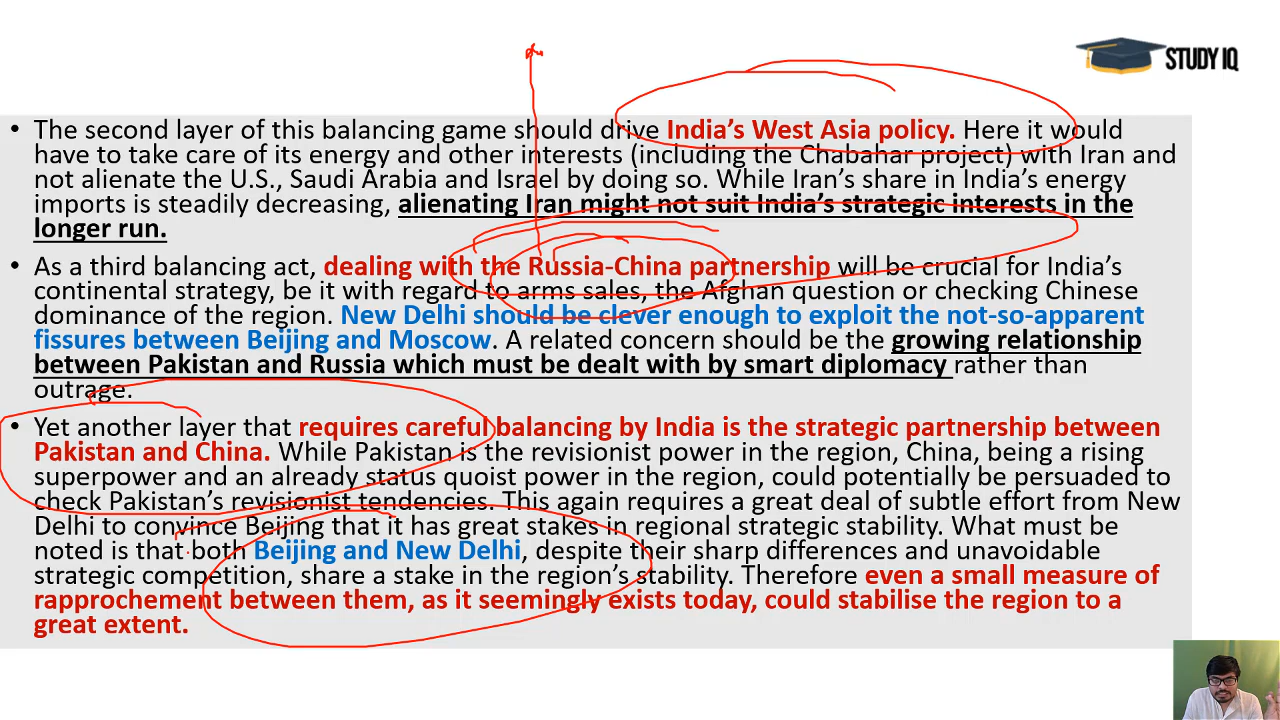 STUDY IQ
• The second layer of this balancing game should drive India's West Asia policy. Here it would
have to take care of its energy and other interests (including the Chabahar project) with Iran and
not alienate the U.S., Saudi Arabia and Israel by doing so. While Iran's share in India's energy
imports is steadily decreasing, alienating Iran might not suit India's strategic interests in the
longer run.
• As a third balancing act, dealing with the Russia-China partnership will be crucial for India's
continental strategy, be it with regard to arms sales, the Afghan question or checking Chinese
dominance of the region. New Delhi should be clever enough to exploit the not-so-apparent
fissures between Beijing and Moscow. A related concern should be the growing relationship
between Pakistan and Russia which must be dealt with by smart diplomacy rather than
outrage.
• Yet another layer that requires careful balancing by India is the strategic partnership between
Pakistan and China. While Pakistan is the revisionist power in the region, China, being a rising
superpower and an already status quoist power in the region, could potentially be persuaded to
check Pakistan's revisionist tendencies. This again requires a great deal of subtle effort from New
Delhi to convince Beijing that it has great stakes in regional strategic stability. What must be
noted is that both Beijing and New Delhi, despite their sharp differences and unavoidable
strategic competition, share a stake in the region's stability. Therefore even a small measure of
rapprochement between them, as it seemingly exists today, could stabilise the region to a
great extent.